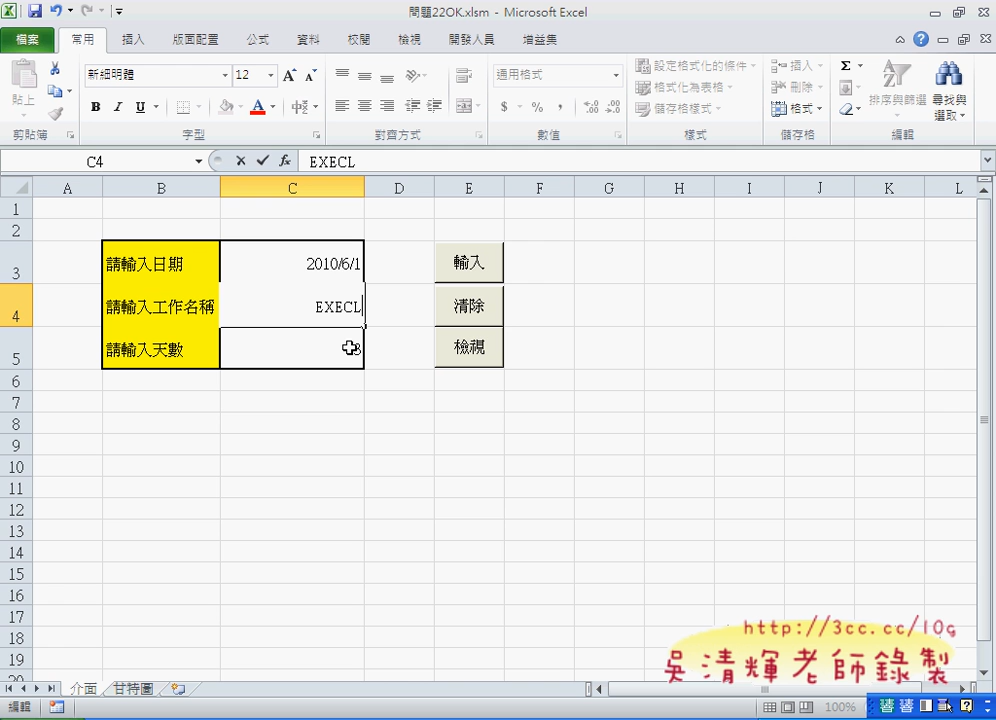 問題22OK.xlsm - Microsoft Excel
檔案 常用 插入 版面配置 公式 資料 校閱 檢視 開發人員 增益集
貼上 新細明體 12 通用格式 設定格式化的條件 插入 Σ
B I U A 中 $ % , 格式化為表格 刪除 排序與篩選 尋找與
儲存格樣式 格式 選取
剪貼簿 字型 對齊方式 數值 樣式 儲存格 編輯
C4 fx EXECL
A B C D E F G H I J K L
1
2
3 請輸入日期 2010/6/1 輸入
4 請輸入工作名稱 EXECL 清除
5 請輸入天數 3 檢視
6
7
8
9
10
11
12
13
14
15
16
17
18
19
20
http://3cc.cc/10g
吳清輝老師錄製
介面 甘特圖
編輯 100%